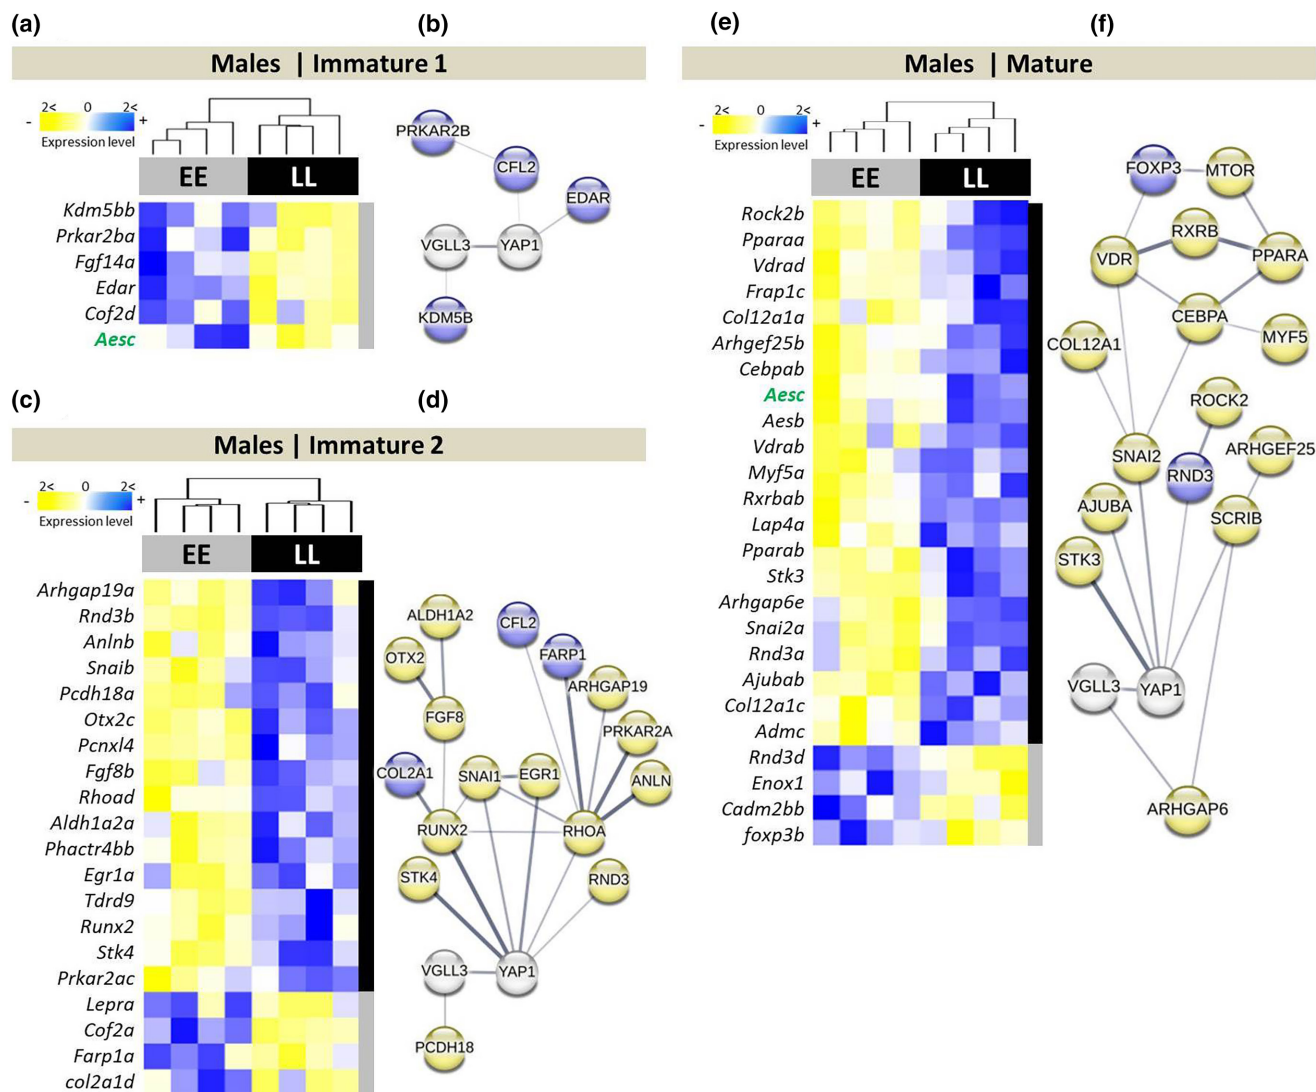 (a)
(b)
Males | Immature 1
2<
0
2<
-
+
Expression level
EE
LL
Kdm5bb
Prkar2ba
Fgf14a
Edar
Cof2d
Aesc
PRKAR2B
CFL2
EDAR
VGLL3
YAP1
KDM5B
(c)
(d)
Males | Immature 2
2<
0
2<
-
+
Expression level
EE
LL
Arhgap19a
Rnd3b
Anlnb
Snaib
Pcdh18a
Otx2c
Pcnxl4
Fgf8b
Rhoad
Aldh1a2a
Phactr4bb
Egr1a
Tdrd9
Runx2
Stk4
Prkar2ac
Lepra
Cof2a
Farp1a
col2a1d
ALDH1A2
CFL2
OTX2
FARP1
ARHGAP19
FGF8
PRKAR2A
COL2A1
SNAI1
EGR1
ANLN
RUNX2
RHOA
STK4
RND3
VGLL3
YAP1
PCDH18
(e)
(f)
Males | Mature
2<
0
2<
-
+
Expression level
EE
LL
Rock2b
Pparaa
Vdrad
Frap1c
Col12a1a
Arhgef25b
Cebpab
Aesc
Aesb
Vdrab
Myf5a
Rxrbab
Lap4a
Pparab
Stk3
Arhgap6e
Snai2a
Rnd3a
Ajubab
Col12a1c
Admc
Rnd3d
Enox1
Cadm2bb
foxp3b
FOXP3
MTOR
RXRB
VDR
PPARA
CEBPA
COL12A1
MYF5
ROCK2
SNAI2
ARHGEF25
RND3
AJUBA
SCRIB
STK3
VGLL3
YAP1
ARHGAP6